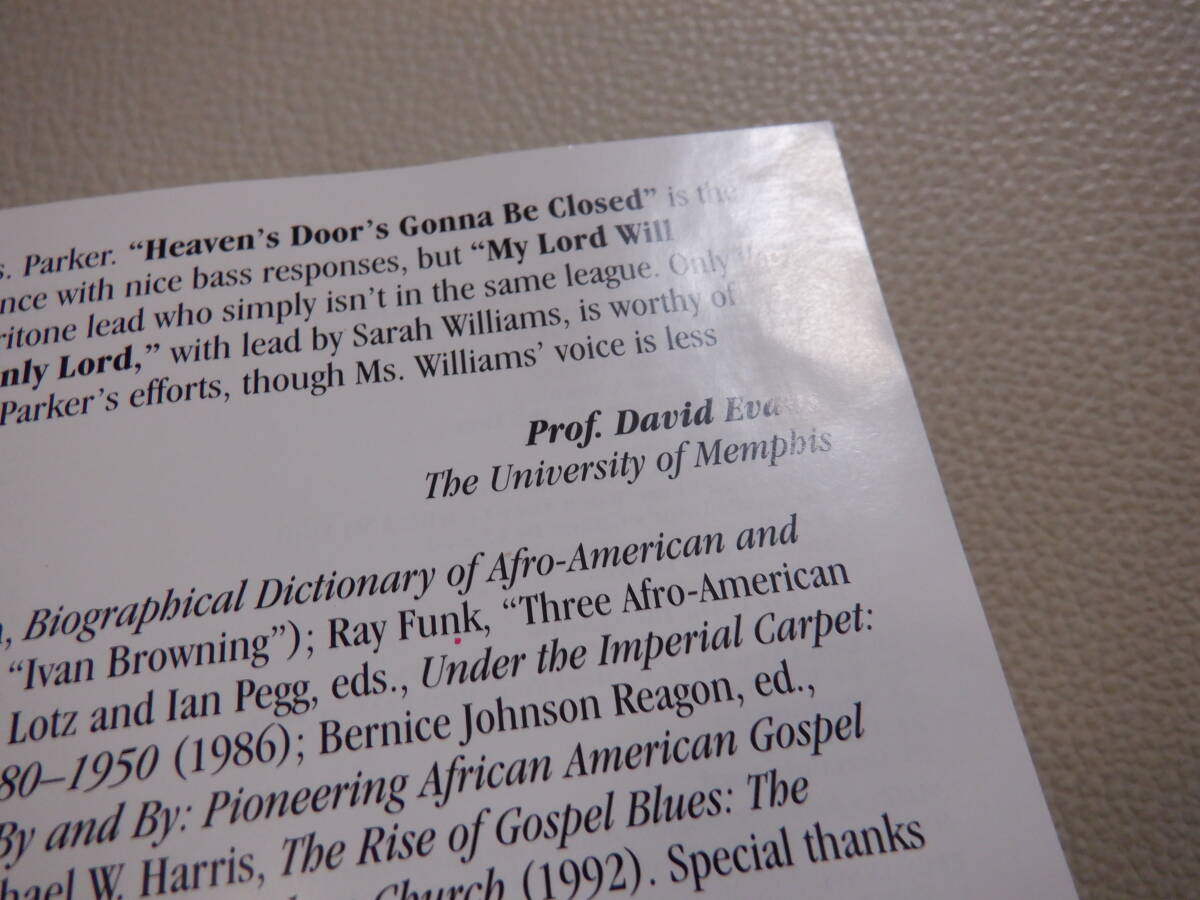 s. Parker. “Heaven’s Door’s Gonna Be Closed” is the
nce with nice bass responses, but “My Lord Will
ritone lead who simply isn’t in the same league. Only
nly Lord,” with lead by Sarah Williams, is worthy of
Parker’s efforts, though Ms. Williams’ voice is less
Prof. David Evans
The University of Memphis
, Biographical Dictionary of Afro-American and
“Ivan Browning”); Ray Funk, “Three Afro-American
Lotz and Ian Pegg, eds., Under the Imperial Carpet:
80–1950 (1986); Bernice Johnson Reagon, ed.,
By and By: Pioneering African American Gospel
hael W. Harris, The Rise of Gospel Blues: The
Church (1992). Special thanks